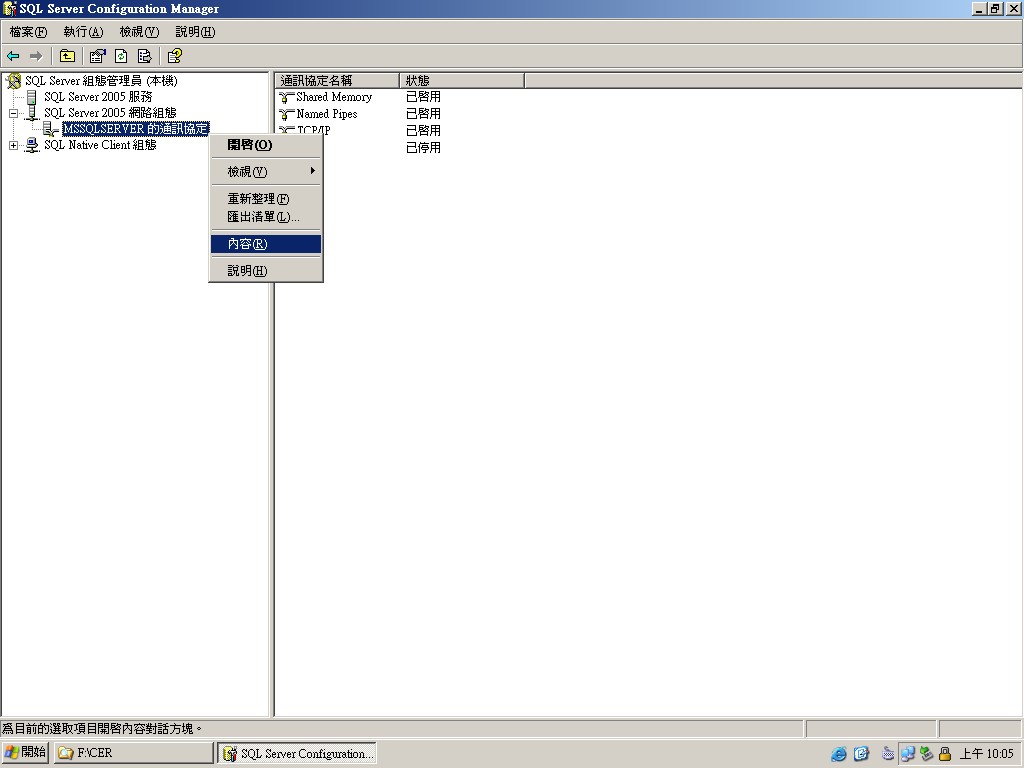 SQL Server Configuration Manager
檔案(F) 執行(A) 檢視(V) 說明(H)
SQL Server 組態管理員 (本機)
SQL Server 2005 服務
SQL Server 2005 網路組態
MSSQLSERVER 的通訊協定
SQL Native Client 組態
通訊協定名稱 狀態
Shared Memory 已啓用
Named Pipes 已啓用
TCP/IP 已啓用
已停用
開啓(O)
檢視(V)
重新整理(F)
匯出清單(L)...
內容(R)
說明(H)
爲目前的選取項目開啓內容對話方塊。
開始 F:\CER SQL Server Configuration... 上午 10:05